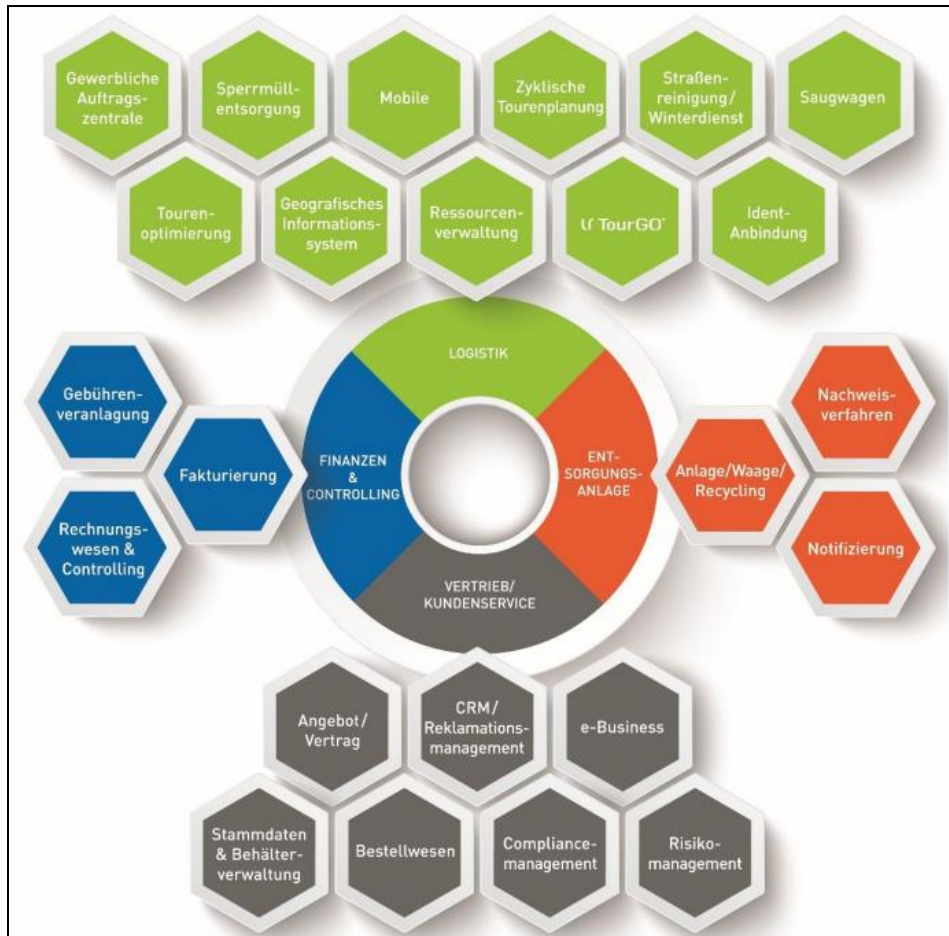 Gewerbliche
Auftrags-
zentrale
Sperrmüll-
entsorgung
Mobile
Zyklische
Tourenplanung
Straßen-
reinigung/
Winterdienst
Saugwagen
Touren-
optimierung
Geografisches
Informations-
system
Ressourcen-
verwaltung
TourGO®
Ident-
Anbindung
LOGISTIK
Gebühren-
veranlagung
Fakturierung
Rechnungs-
wesen &
Controlling
FINANZEN
&
CONTROLLING
ENT-
SORGUNGS-
ANLAGE
Anlage/Waage/
Recycling
Nachweis-
verfahren
Notifizierung
VERTRIEB/
KUNDENSERVICE
Angebot/
Vertrag
CRM/
Reklamations-
management
e-Business
Stammdaten
& Behälter-
verwaltung
Bestellwesen
Compliance-
management
Risiko-
management